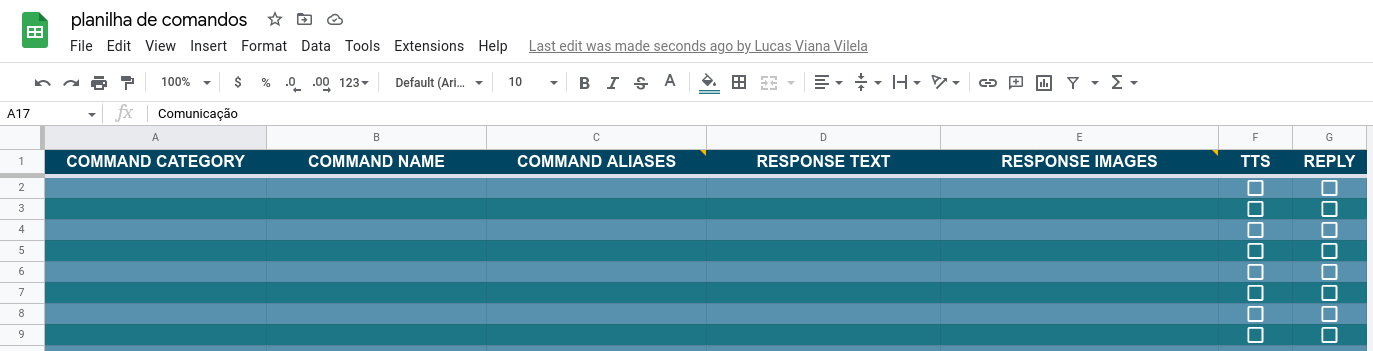 planilha de comandos
File Edit View Insert Format Data Tools Extensions Help Last edit was made seconds ago by Lucas Viana Vilela
100% $ % .0 .00 123 Default (Ari... 10 B I S A
A17 fx Comunicação
A B C D E F G
1 COMMAND CATEGORY COMMAND NAME COMMAND ALIASES RESPONSE TEXT RESPONSE IMAGES TTS REPLY
2
3
4
5
6
7
8
9